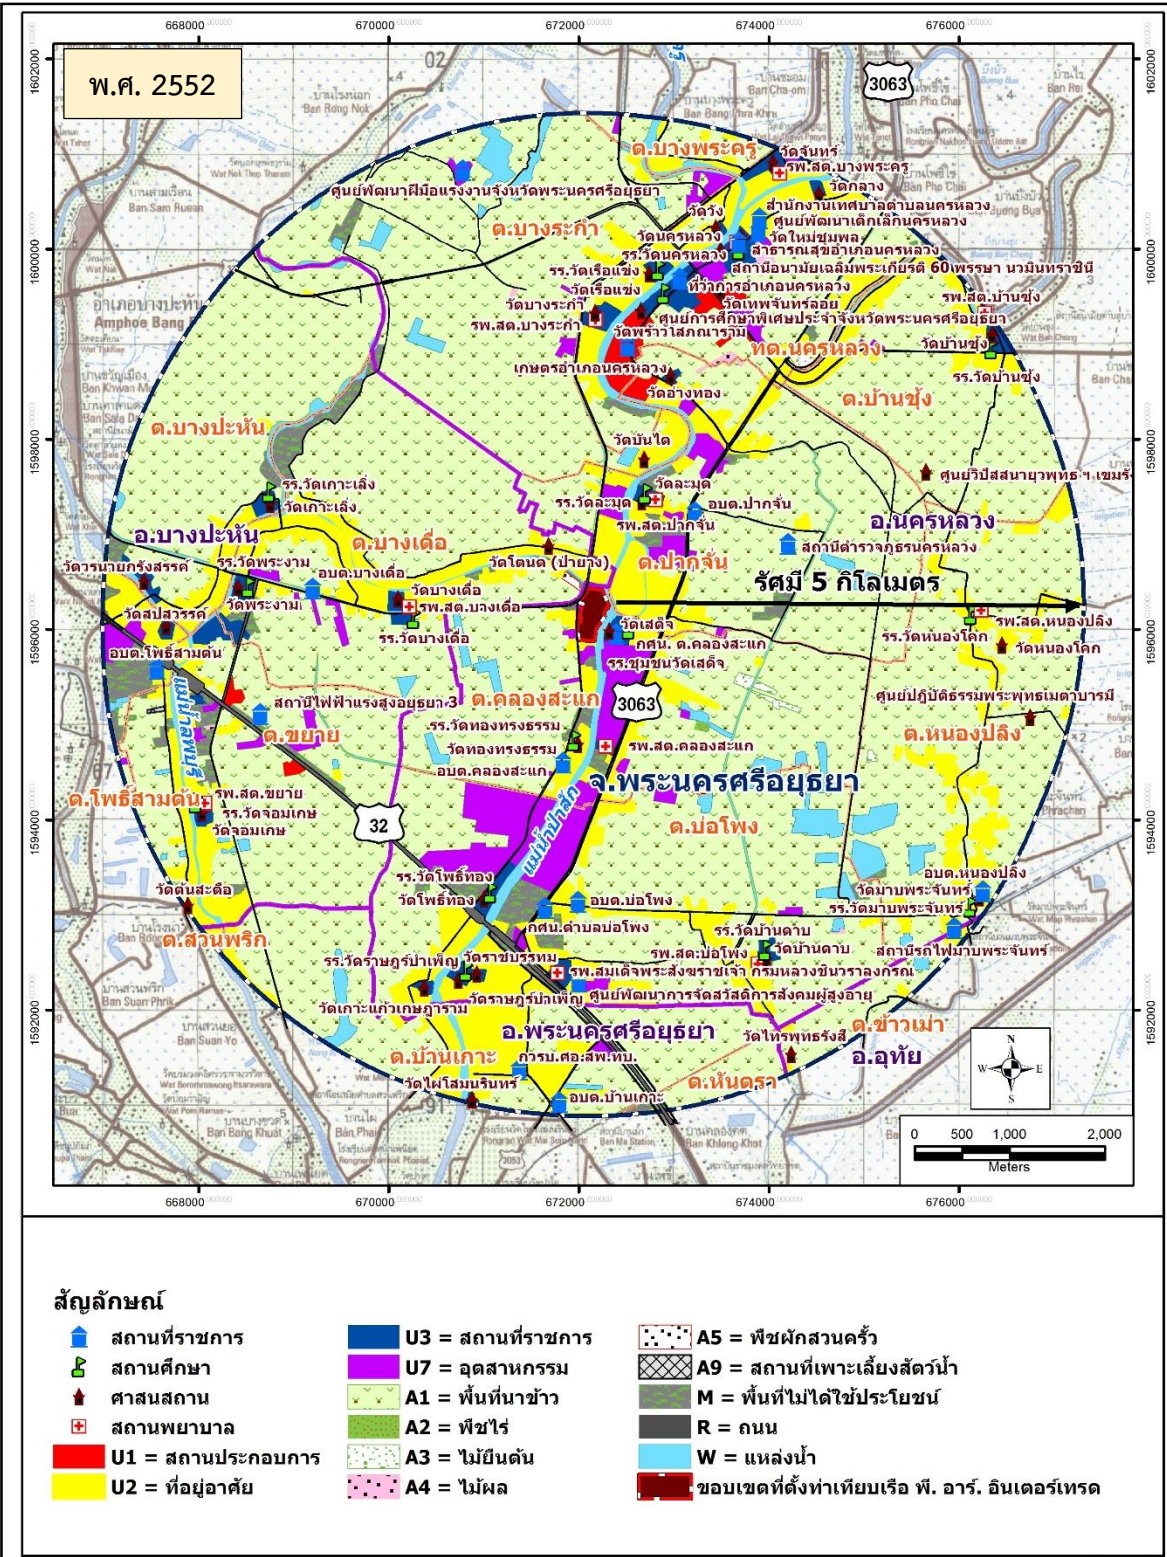 พ.ศ. 2552
668000
670000
672000
674000
676000
1602000
1600000
1598000
1596000
1594000
1592000
3063
02
ต.บางพระครู
วัดจันทร์
รพ.สต.บางพระครู
วัดกลาง
ศูนย์พัฒนาฝีมือแรงงานจังหวัดพระนครศรีอยุธยา
สำนักงานเทศบาลตำบลนครหลวง
วัดวัง
ศูนย์พัฒนาเด็กเล็กนครหลวง
ต.บางระกำ
วัดนครหลวง
วัดใหม่ชุมพล
รร.วัดนครหลวง
สาธารณสุขอำเภอนครหลวง
รร.วัดเรือแข่ง
สถานีอนามัยเฉลิมพระเกียรติ 60 พรรษา นวมินทราชินี
วัดเรือแข่ง
ที่ว่าการอำเภอนครหลวง
รพ.สต.บ้านชุ้ง
วัดบางระกำ
วัดเทพจันทร์ลอย
ศูนย์การศึกษาพิเศษประจำจังหวัดพระนครศรีอยุธยา
รพ.สต.บางระกำ
วัดพร้าวโสภณาราม
วัดบ้านชุ้ง
ทต.นครหลวง
เกษตรอำเภอนครหลวง
รร.วัดบ้านชุ้ง
วัดอ่างทอง
ต.บ้านชุ้ง
Amphoe Bang
Ban Sam Ruean
Ban Rong Nok
ต.บางปะหัน
วัดบันได
รร.วัดเกาะเลิ่ง
วัดเกาะเลิ่ง
วัดละมุด
รร.วัดละมุด
อบต.ปากจั่น
รพ.สต.ปากจั่น
อ.นครหลวง
อ.บางปะหัน
ต.บางเดื่อ
สถานีตำรวจภูธรนครหลวง
วัดวรนายกรังสรรค์
รร.วัดพระงาม
อบต.บางเดื่อ
วัดโตนด (ป่ายาง)
ต.ปากจั่น
รัศมี 5 กิโลเมตร
วัดบางเดื่อ
วัดพระงาม
รพ.สต.บางเดื่อ
วัดสปสวรรค์
รร.วัดบางเดื่อ
วัดเสด็จ
รพ.สต.หนองปลิง
กศน. ต.คลองสะแก
รร.วัดหนองโคก
วัดหนองโคก
อบต.โพธิ์สามต้น
รร.ชุมชนวัดเสด็จ
ศูนย์ปฎิบัติธรรมพระพุทธเมตาบารมี
แม่น้ำลพบุรี
สถานีไฟฟ้าแรงสูงอยุธยา 3
ต.คลองสะแก
3063
ต.ขยาย
รร.วัดทองทรงธรรม
วัดทองทรงธรรม
รพ.สต.คลองสะแก
ต.หนองปลิง
อบต.คลองสะแก
จ.พระนครศรีอยุธยา
ต.โพธิ์สามต้น
รพ.สต.ขยาย
รร.วัดจอมเกษ
วัดจอมเกษ
32
แม่น้ำป่าสัก
ต.บ่อโพง
วัดต้นสะตือ
รร.วัดโพธิ์ทอง
วัดโพธิ์ทอง
อบต.บ่อโพง
อบต.หนองปลิง
วัดมาบพระจันทร์
รร.วัดมาบพระจันทร์
ต.สวนพริก
กศน.ตำบลบ่อโพง
รร.วัดบ้านดาบ
วัดบ้านดาบ
สถานีรถไฟมาบพระจันทร์
วัดราชบรรทม
รพ.สต.บ่อโพง
รร.วัดราษฎร์บำเพ็ญ
รพ.สมเด็จพระสังฆราชเจ้า กรมหลวงชินวราลงกรณ
วัดราษฎร์บำเพ็ญ
ศูนย์พัฒนาการจัดสวัสดิการสังคมผู้สูงอายุ
วัดเกาะแก้วเกษฎาราม
อ.พระนครศรีอยุธยา
ต.ข้าวเม่า
ต.บ้านเกาะ
กวรบ.ศอ.สพ.ทบ.
วัดไทรพุทธรังสี
อ.อุทัย
วัดไผ่โสมนรินทร์
ต.หันตรา
อบต.บ้านเกาะ
N
W
E
S
0
500
1,000
2,000
Meters
668000
670000
672000
674000
676000
สัญลักษณ์
สถานที่ราชการ
สถานศึกษา
ศาสนสถาน
สถานพยาบาล
U1 = สถานประกอบการ
U2 = ที่อยู่อาศัย
U3 = สถานที่ราชการ
U7 = อุตสาหกรรม
A1 = พื้นที่นาข้าว
A2 = พืชไร่
A3 = ไม้ยืนต้น
A4 = ไม้ผล
A5 = พืชผักสวนครัว
A9 = สถานที่เพาะเลี้ยงสัตว์น้ำ
M = พื้นที่ไม่ได้ใช้ประโยชน์
R = ถนน
W = แหล่งน้ำ
ขอบเขตที่ตั้งท่าเทียบเรือ พี. อาร์. อินเตอร์เทรด